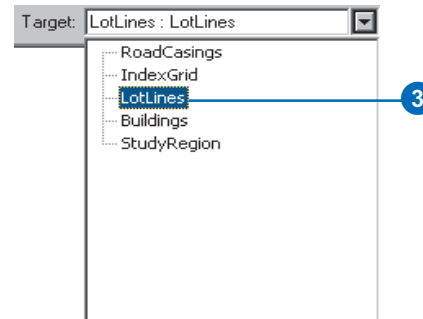 Target: LotLines : LotLines
RoadCasings
IndexGrid
LotLines 3
Buildings
StudyRegion